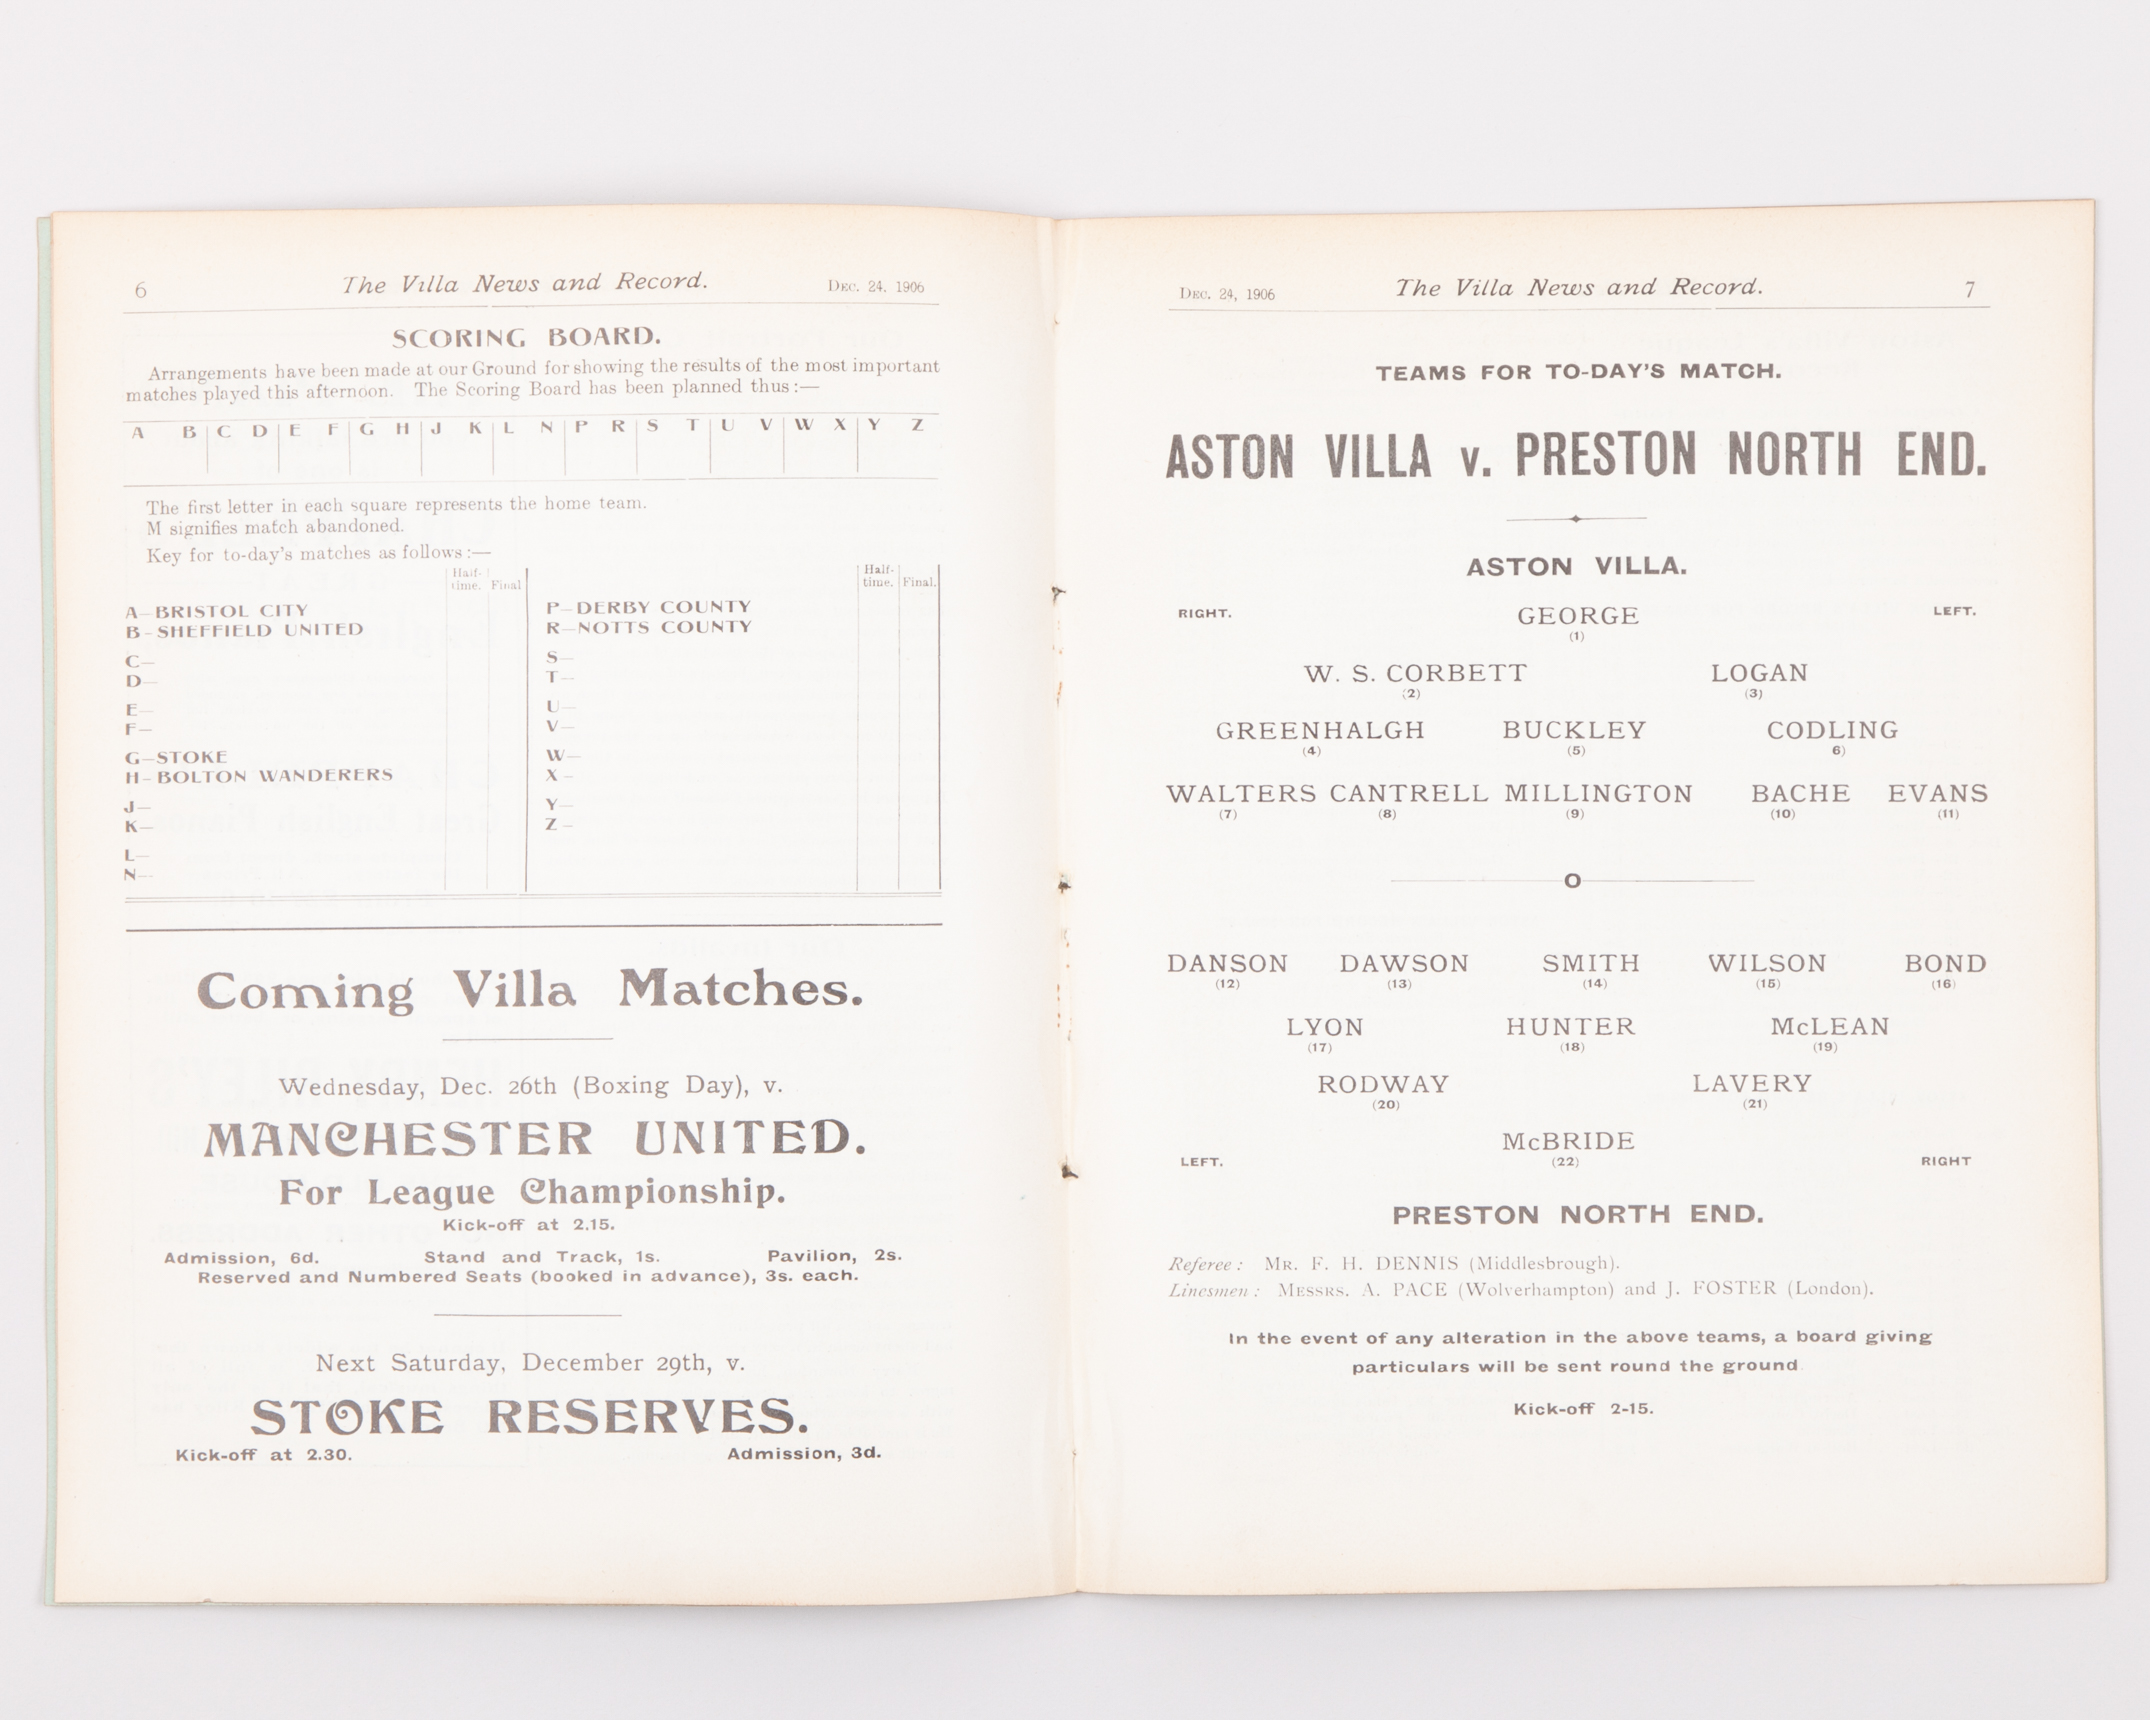 6 The Villa News and Record. DEC. 24, 1906
SCORING BOARD.
Arrangements have been made at our Ground for showing the results of the most important
matches played this afternoon. The Scoring Board has been planned thus:—
A B C D E F G H J K L N P R S T U V W X Y Z
The first letter in each square represents the home team.
M signifies match abandoned.
Key for to-day's matches as follows:—
Half-time. Final Half-time. Final.
A—BRISTOL CITY
B-SHEFFIELD UNITED
C—
D—
E—
F—
G—STOKE
H-BOLTON WANDERERS
J—
K—
L—
N—
P—DERBY COUNTY
R—NOTTS COUNTY
S—
T—
U—
V—
W—
X—
Y—
Z—
Coming Villa Matches.
Wednesday, Dec. 26th (Boxing Day), v.
MANCHESTER UNITED.
For League Championship.
Kick-off at 2.15.
Admission, 6d. Stand and Track, 1s. Pavilion, 2s.
Reserved and Numbered Seats (booked in advance), 3s. each.
Next Saturday, December 29th, v.
STOKE RESERVES.
Kick-off at 2.30. Admission, 3d.
DEC. 24, 1906 The Villa News and Record. 7
TEAMS FOR TO-DAY'S MATCH.
ASTON VILLA v. PRESTON NORTH END.
ASTON VILLA.
RIGHT. GEORGE LEFT.
(1)
W. S. CORBETT LOGAN
(2) (3)
GREENHALGH BUCKLEY CODLING
(4) (5) 6)
WALTERS CANTRELL MILLINGTON BACHE EVANS
(7) (8) (9) (10) (11)
O
DANSON DAWSON SMITH WILSON BOND
(12) (13) (14) (15) (16)
LYON HUNTER McLEAN
(17) (18) (19)
RODWAY LAVERY
(20) (21)
McBRIDE
LEFT. (22) RIGHT
PRESTON NORTH END.
Referee: MR. F. H. DENNIS (Middlesbrough).
Linesmen: MESSRS. A. PACE (Wolverhampton) and J. FOSTER (London).
In the event of any alteration in the above teams, a board giving
particulars will be sent round the ground
Kick-off 2-15.